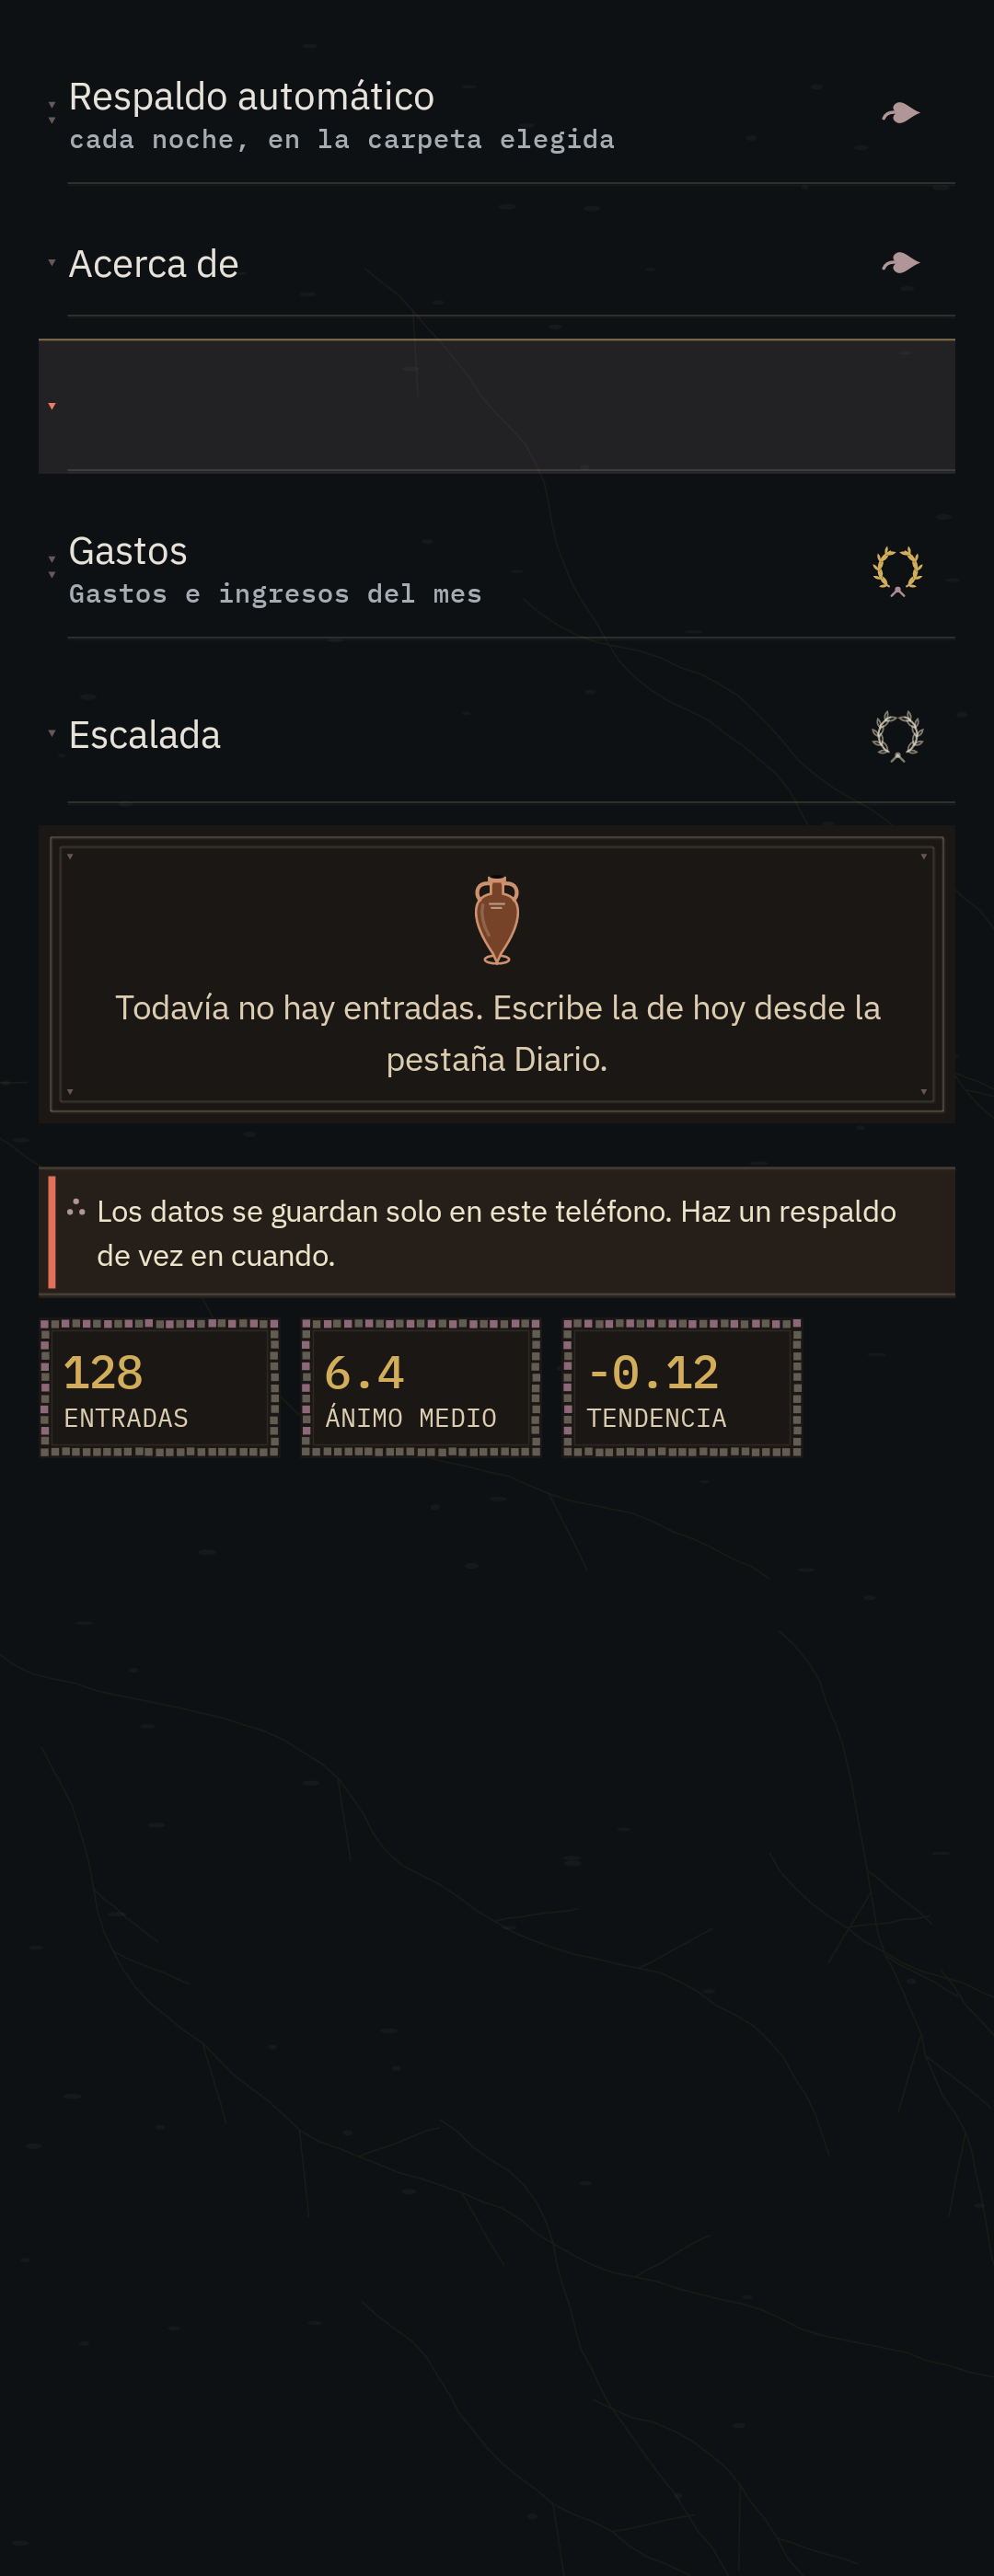 Respaldo automático
cada noche, en la carpeta elegida
Acerca de
Gastos
Gastos e ingresos del mes
Escalada
Todavía no hay entradas. Escribe la de hoy desde la
pestaña Diario.
Los datos se guardan solo en este teléfono. Haz un respaldo
de vez en cuando.
128
ENTRADAS
6.4
ÁNIMO MEDIO
-0.12
TENDENCIA